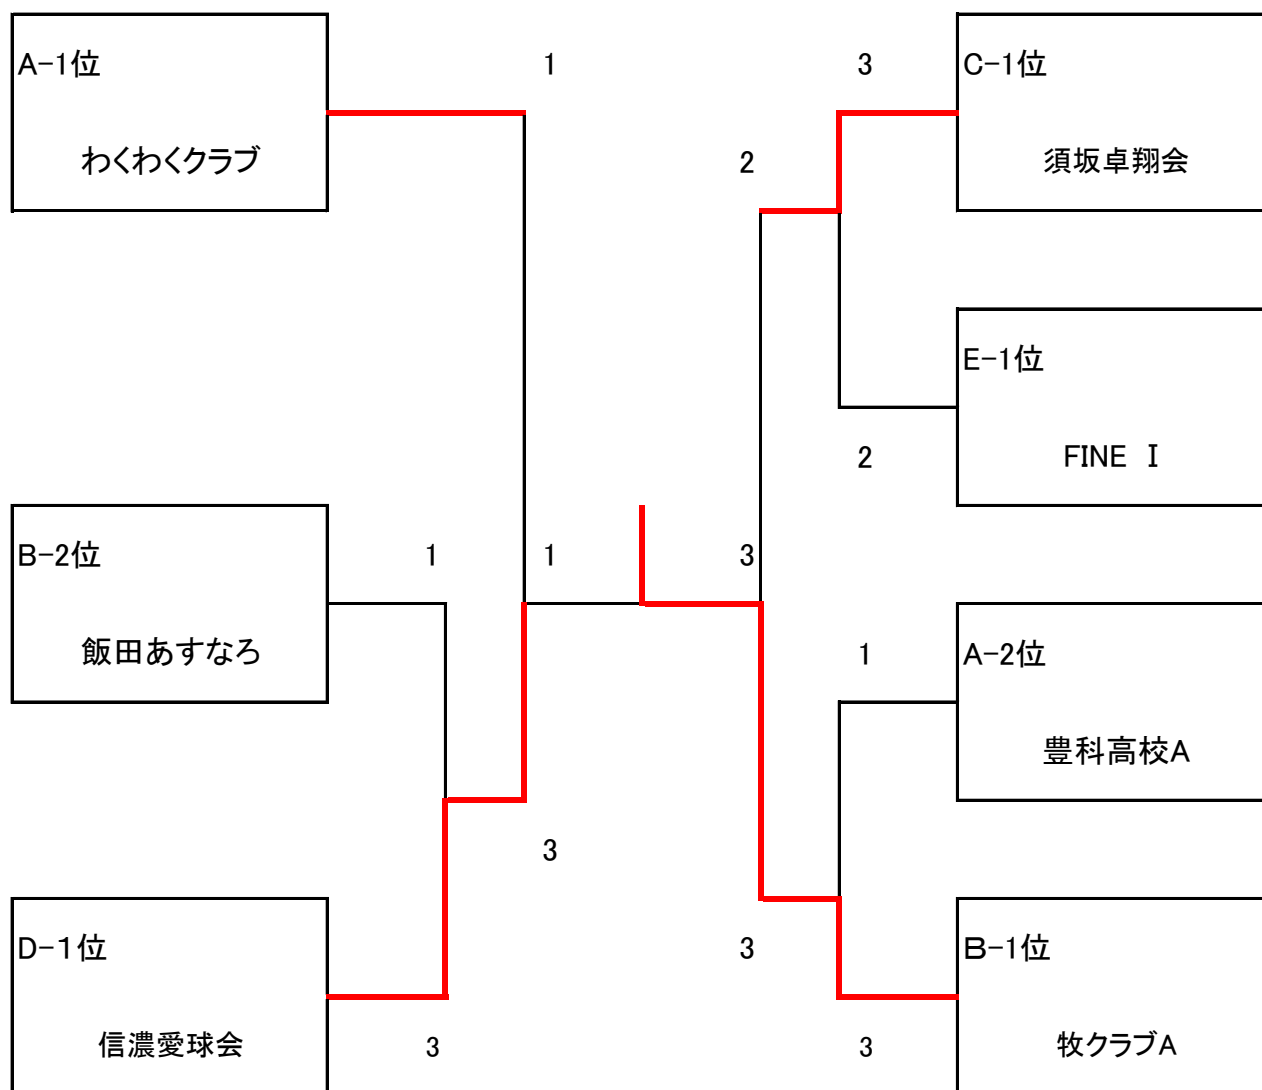 A-1位
わくわくクラブ
1
B-2位
飯田あすなろ
1
1
D-1位
信濃愛球会
3
3
3
C-1位
須坂卓翔会
2
E-1位
FINE Ⅰ
2
3
1
A-2位
豊科高校A
3
B-1位
牧クラブA
3